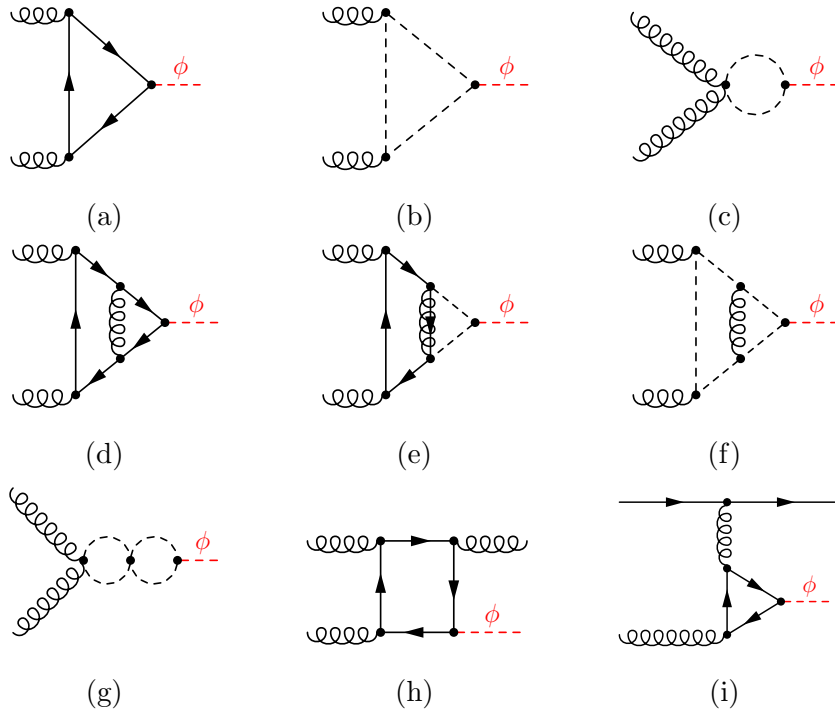 ϕ ϕ ϕ
(a) (b) (c)
ϕ ϕ ϕ
(d) (e) (f)
ϕ ϕ ϕ
(g) (h) (i)